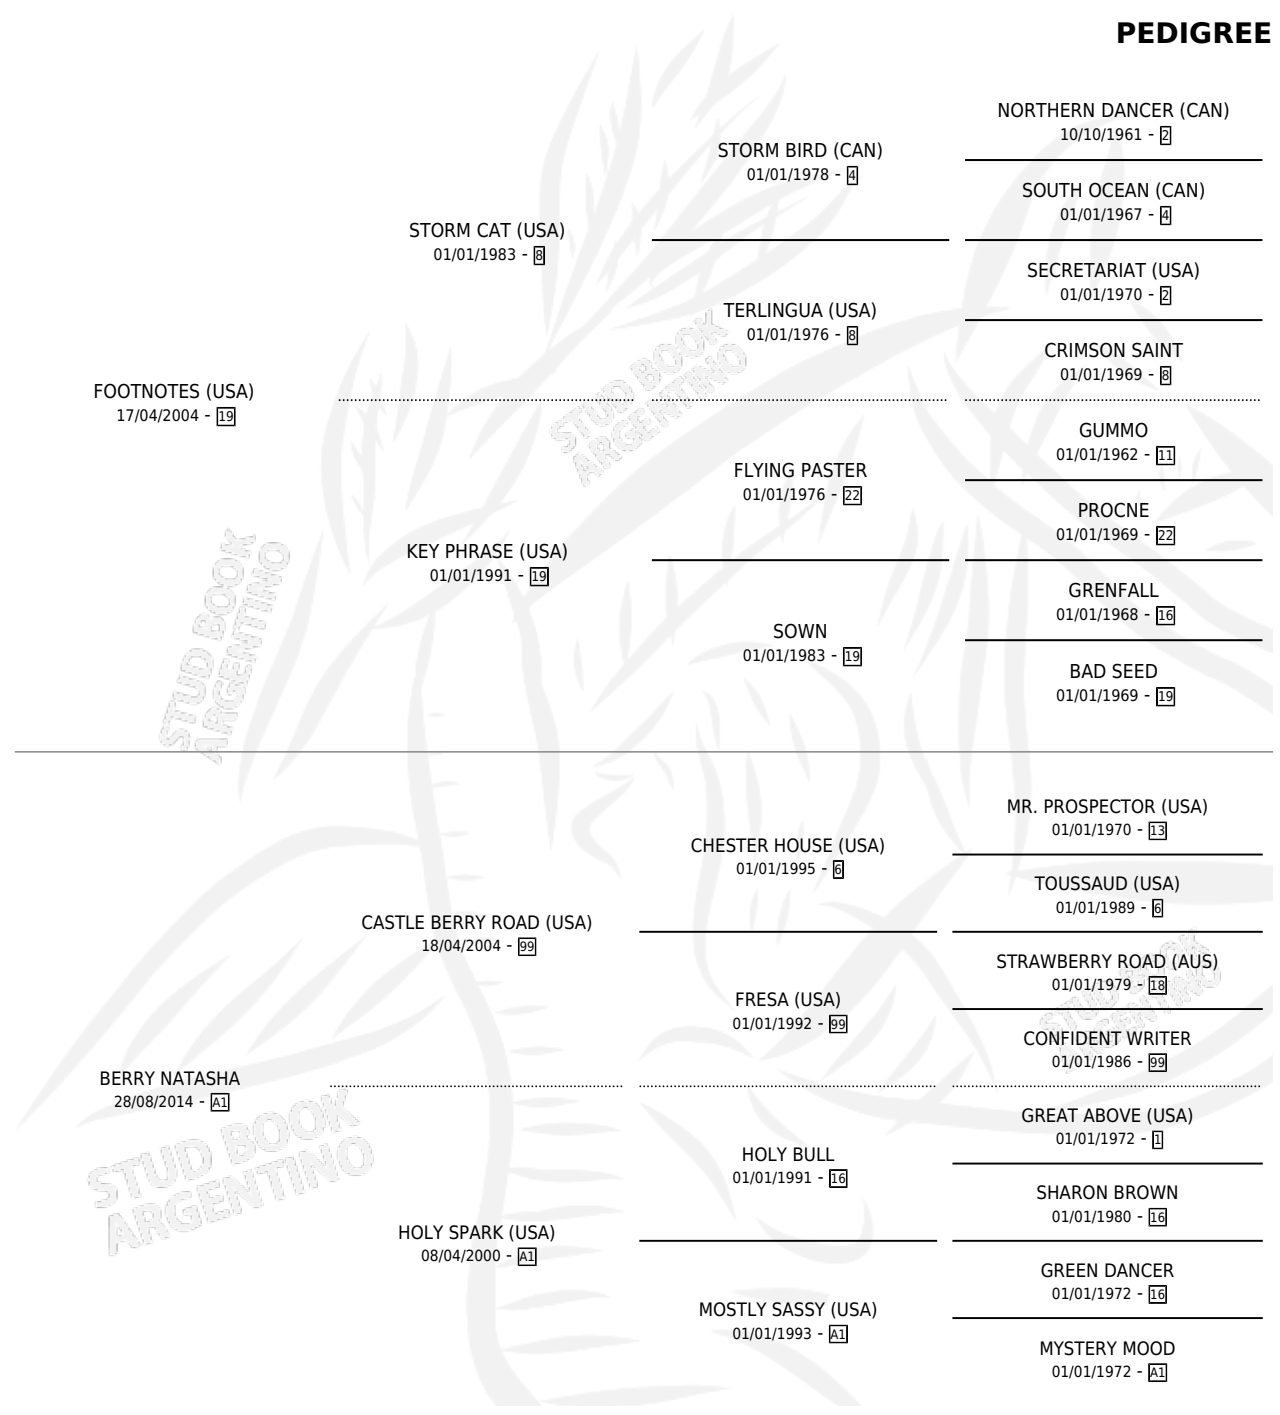 PEDIGREE
NORTHERN DANCER (CAN)
10/10/1961 - 2
STORM BIRD (CAN)
01/01/1978 - 4
SOUTH OCEAN (CAN)
01/01/1967 - 4
STORM CAT (USA)
01/01/1983 - 8
SECRETARIAT (USA)
01/01/1970 - 2
TERLINGUA (USA)
01/01/1976 - 8
CRIMSON SAINT
01/01/1969 - 8
FOOTNOTES (USA)
17/04/2004 - 19
GUMMO
01/01/1962 - 11
FLYING PASTER
01/01/1976 - 22
PROCNE
01/01/1969 - 22
KEY PHRASE (USA)
01/01/1991 - 19
GRENFALL
01/01/1968 - 16
SOWN
01/01/1983 - 19
BAD SEED
01/01/1969 - 19
MR. PROSPECTOR (USA)
01/01/1970 - 13
CHESTER HOUSE (USA)
01/01/1995 - 6
TOUSSAUD (USA)
01/01/1989 - 6
CASTLE BERRY ROAD (USA)
18/04/2004 - 99
STRAWBERRY ROAD (AUS)
01/01/1979 - 18
FRESA (USA)
01/01/1992 - 99
CONFIDENT WRITER
01/01/1986 - 99
BERRY NATASHA
28/08/2014 - A1
GREAT ABOVE (USA)
01/01/1972 - 1
HOLY BULL
01/01/1991 - 16
SHARON BROWN
01/01/1980 - 16
HOLY SPARK (USA)
08/04/2000 - A1
GREEN DANCER
01/01/1972 - 16
MOSTLY SASSY (USA)
01/01/1993 - A1
MYSTERY MOOD
01/01/1972 - A1
STUD BOOK
ARGENTINO
STUD BOOK
ARGENTINO
STUD BOOK
ARGENTINO
STUD BOOK
ARGENTINO